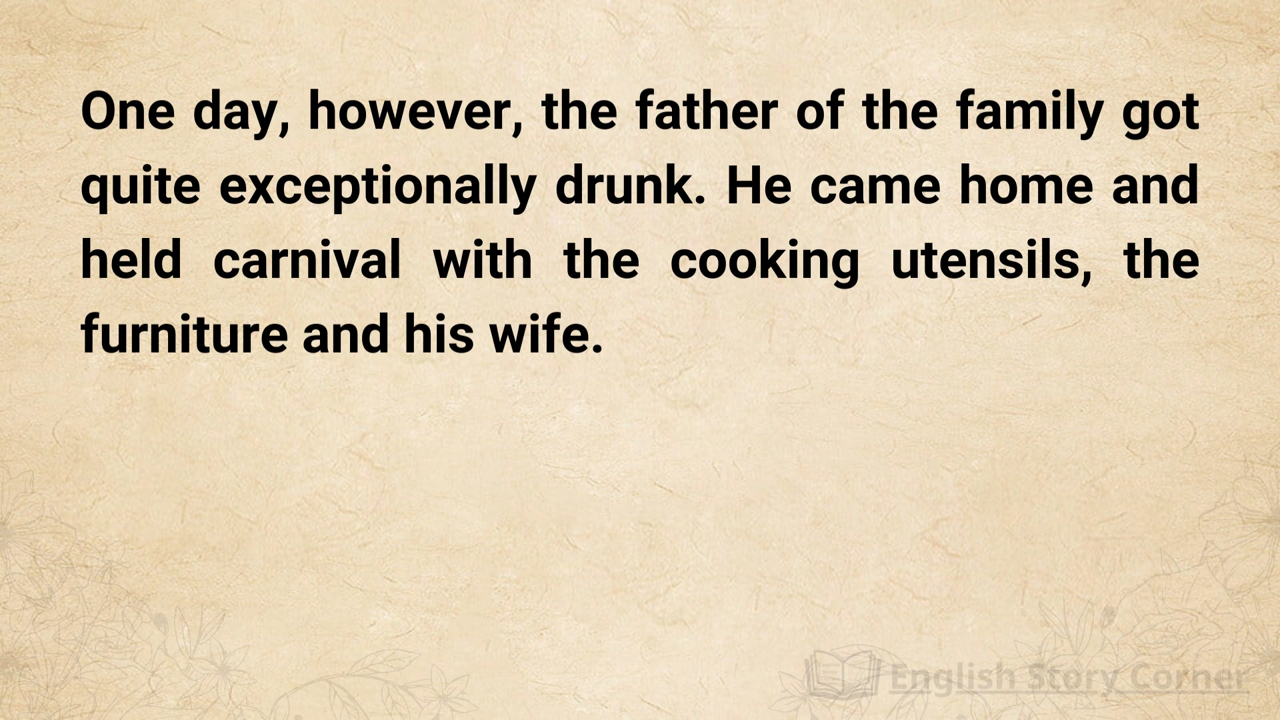 One day, however, the father of the family got
quite exceptionally drunk. He came home and
held carnival with the cooking utensils, the
furniture and his wife.
English Story Corner